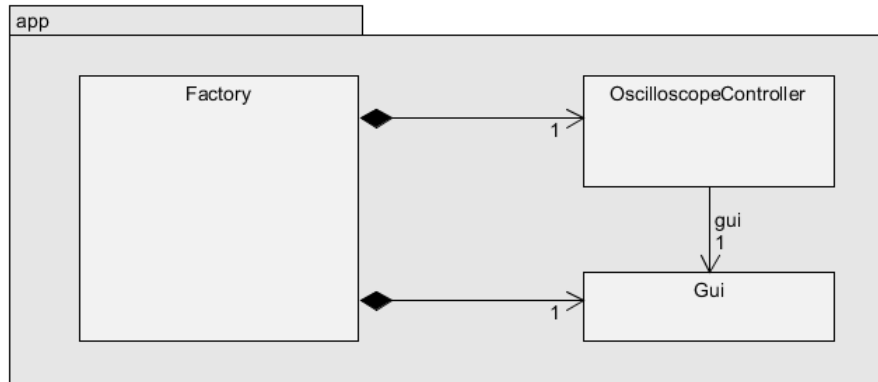 app
Factory
OscilloscopeController
1
gui
1
Gui
1